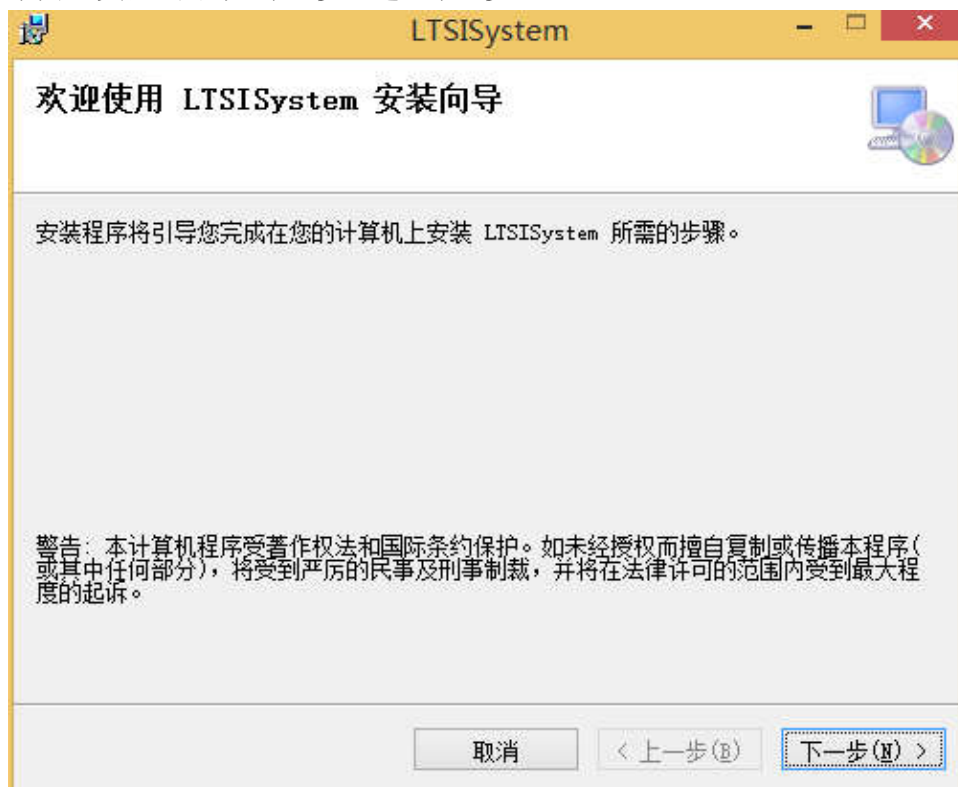 LTSISystem
欢迎使用 LTSISystem 安装向导
安装程序将引导您完成在您的计算机上安装 LTSISystem 所需的步骤。
警告: 本计算机程序受著作权法和国际条约保护。如未经授权而擅自复制或传播本程序(
或其中任何部分)，将受到严厉的民事及刑事制裁，并将在法律许可的范围内受到最大程
度的起诉。
取消
< 上一步(B)
下一步(N) >